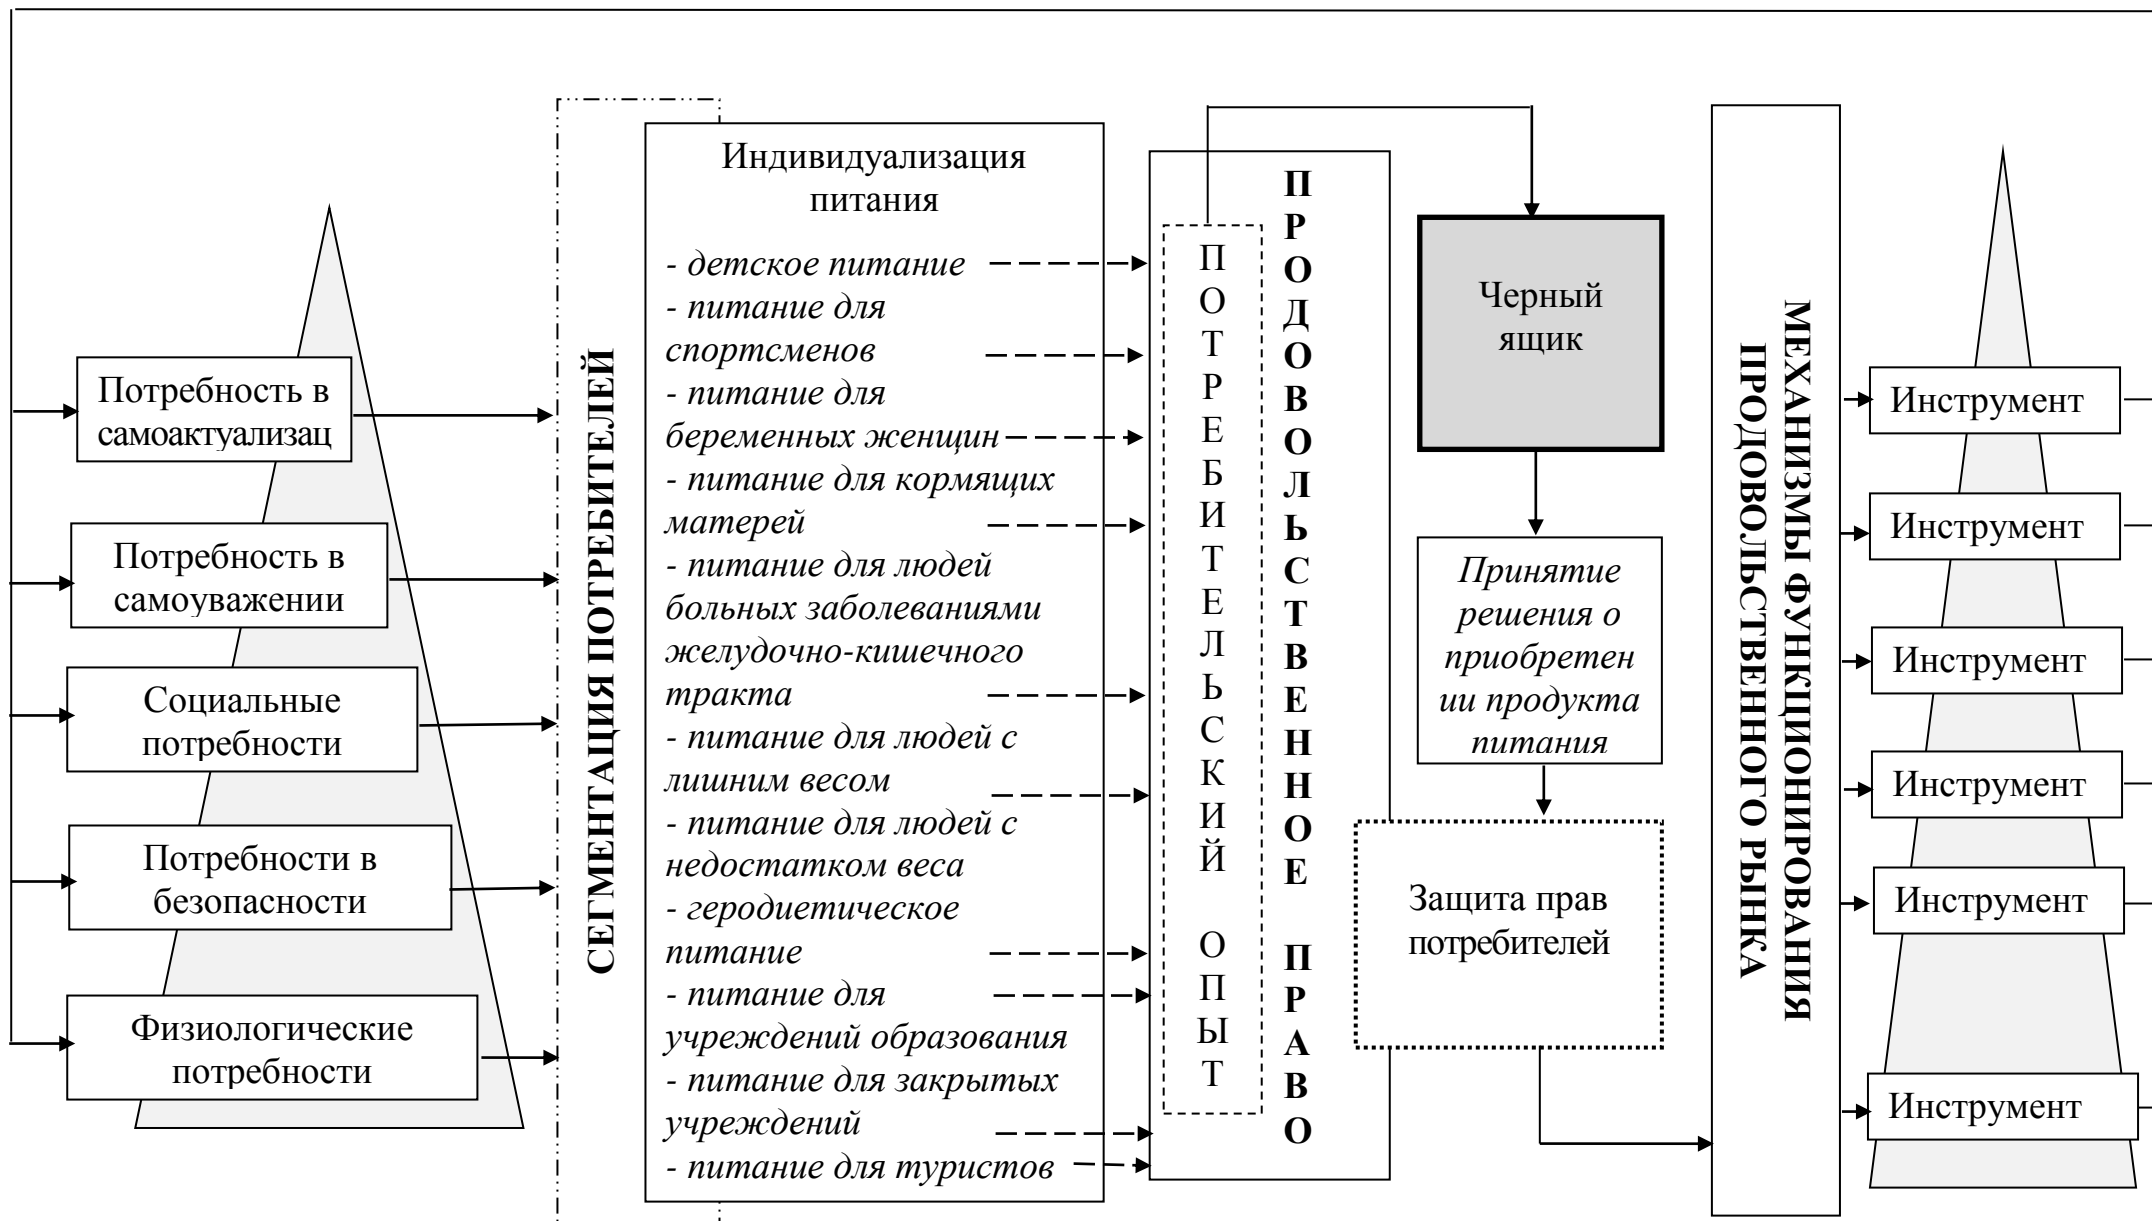 Потребность в
самоактуализац
Потребность в
самоуважении
Социальные
потребности
Потребности в
безопасности
Физиологические
потребности
СЕГМЕНТАЦИЯ ПОТРЕБИТЕЛЕЙ
Индивидуализация
питания
- детское питание
- питание для
спортсменов
- питание для
беременных женщин
- питание для кормящих
матерей
- питание для людей
больных заболеваниями
желудочно-кишечного
тракта
- питание для людей с
лишним весом
- питание для людей с
недостатком веса
- геродиетическое
питание
- питание для
учреждений образования
- питание для закрытых
учреждений
- питание для туристов
ПОТРЕБИТЕЛЬСКИЙ ОПЫТ
ПРОДОВОЛЬСТВЕННОЕ ПРАВО
Черный
ящик
Принятие
решения о
приобретен
ии продукта
питания
Защита прав
потребителей
МЕХАНИЗМЫ ФУНКЦИОНИРОВАНИЯ
ПРОДОВОЛЬСТВЕННОГО РЫНКА
Инструмент
Инструмент
Инструмент
Инструмент
Инструмент
Инструмент